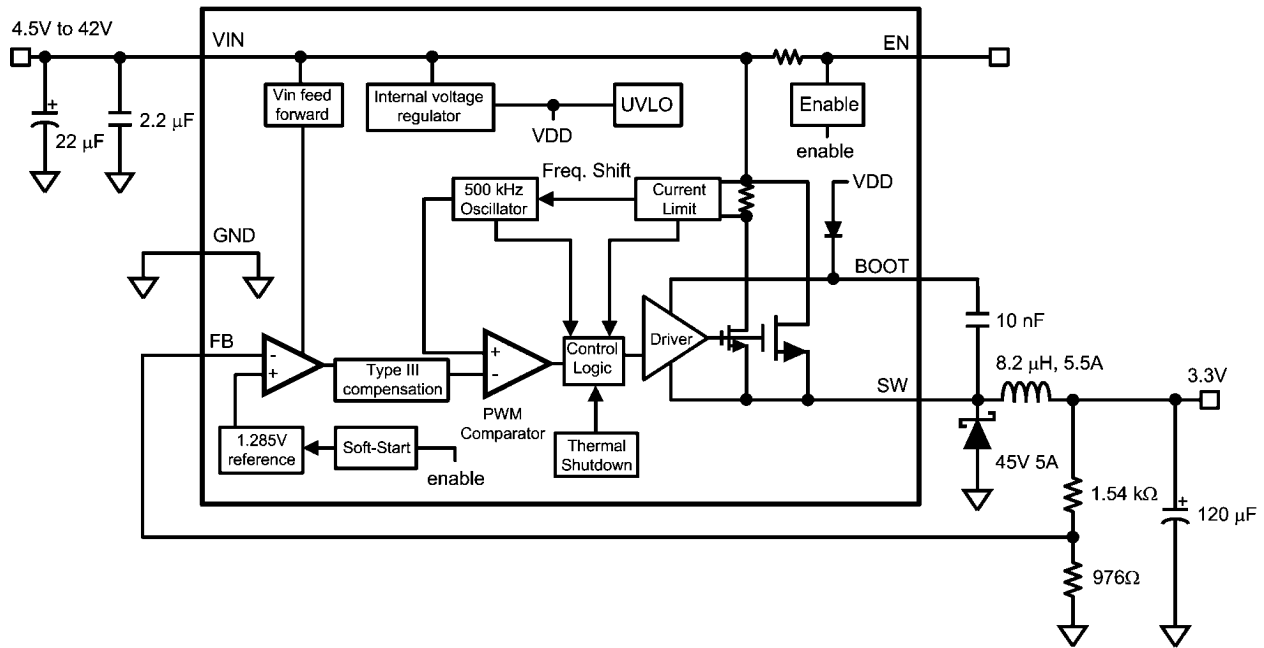 4.5V to 42V
VIN
EN
Vin feed
forward
Internal voltage
regulator
UVLO
VDD
Enable
enable
+
22 μF
2.2 μF
Freq. Shift
500 kHz
Oscillator
Current
Limit
VDD
GND
BOOT
10 nF
FB
-
+
Type III
compensation
+
-
PWM
Comparator
Control
Logic
Driver
SW
8.2 μH, 5.5A
3.3V
1.285V
reference
Soft-Start
enable
Thermal
Shutdown
45V 5A
1.54 kΩ
+
120 μF
976Ω